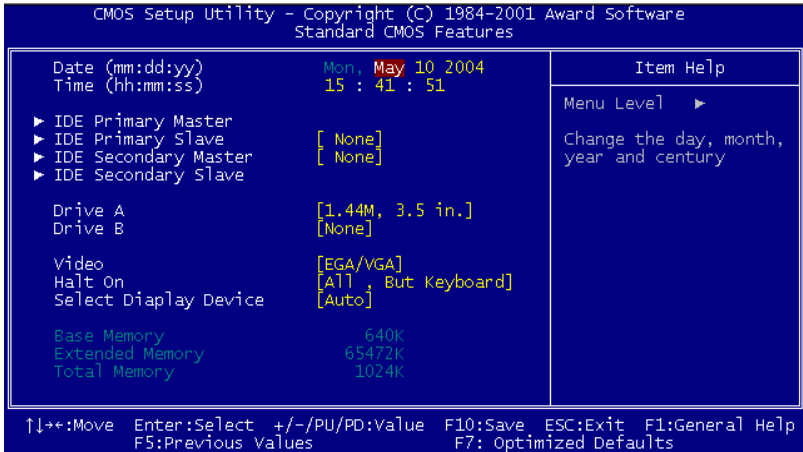 CMOS Setup Utility – Copyright (C) 1984-2001 Award Software
Standard CMOS Features
Date (mm:dd:yy) Mon, May 10 2004
Time (hh:mm:ss) 15 : 41 : 51
► IDE Primary Master
► IDE Primary Slave [ None]
► IDE Secondary Master [ None]
► IDE Secondary Slave
Drive A [1.44M, 3.5 in.]
Drive B [None]
Video [EGA/VGA]
Halt On [All , But Keyboard]
Select Diaplay Device [Auto]
Base Memory 640K
Extended Memory 65472K
Total Memory 1024K
Item Help
Menu Level ►
Change the day, month,
year and century
↑↓→←:Move Enter:Select +/-/PU/PD:Value F10:Save ESC:Exit F1:General Help
F5:Previous Values F7: Optimized Defaults